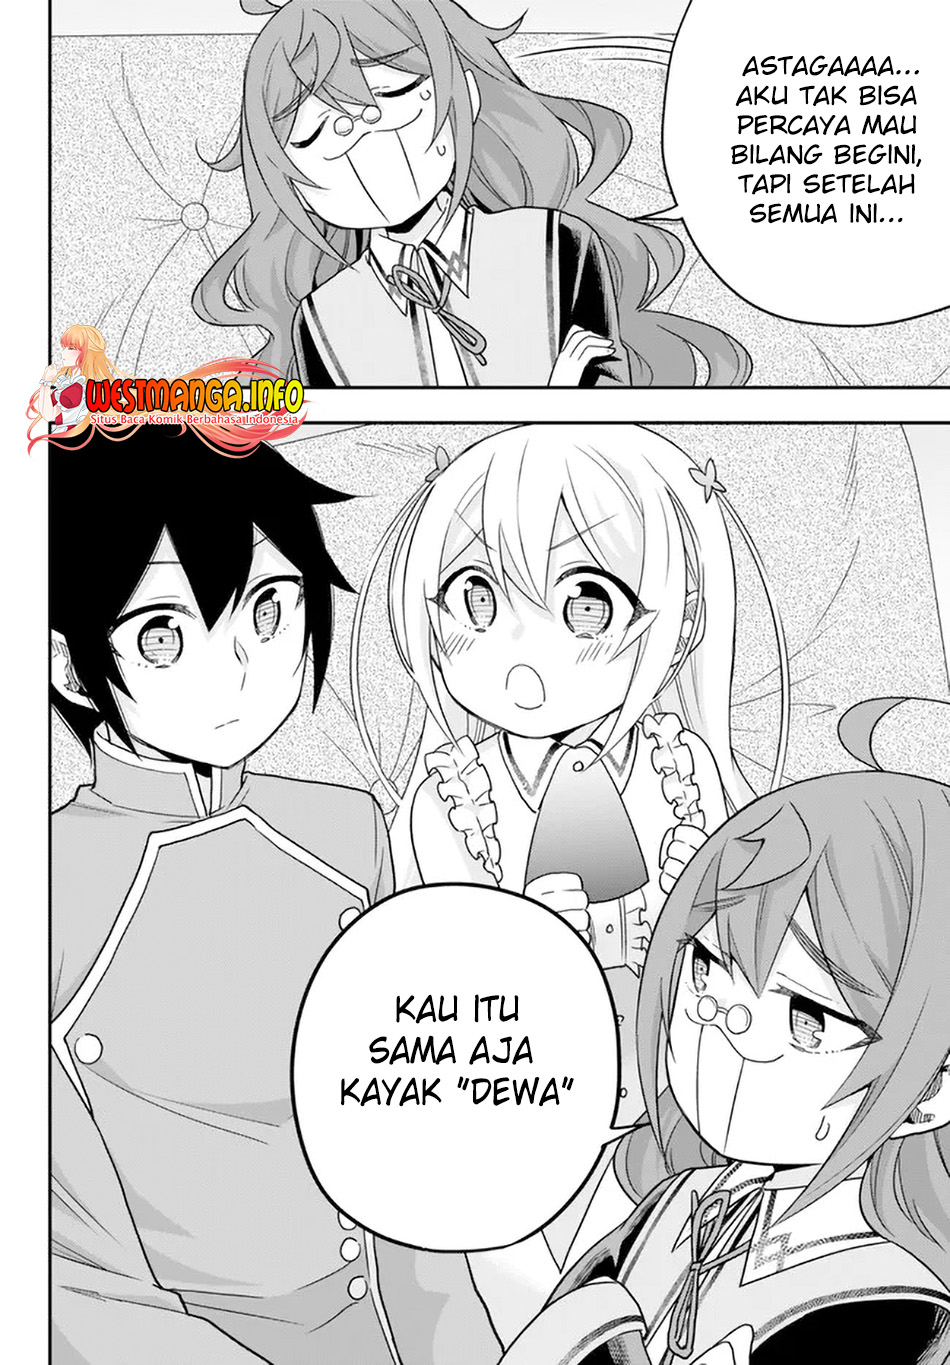 ASTAGAAAA...
AKU TAK BISA
PERCAYA MAU
BILANG BEGINI,
TAPI SETELAH
SEMUA INI...
WESTMANGA.INFO
Situs Baca Komik Berbahasa Indonesia
KAU ITU
SAMA AJA
KAYAK "DEWA"